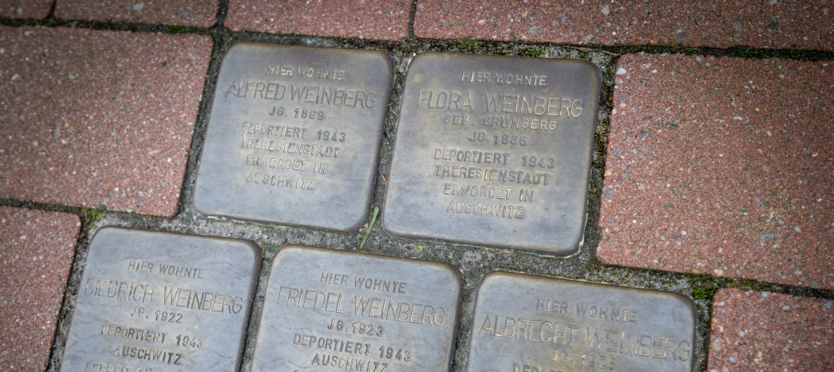 HIER WOHNTE
ALFRED WEINBERG
JG. 1869
DEPORTIERT 1943
THERESIENSTADT
ERMORDET IN
AUSCHWITZ
HIER WOHNTE
FLORA WEINBERG
GEB. GRÜNBERG
JG. 1886
DEPORTIERT 1943
THERESIENSTADT
ERMORDET IN
AUSCHWITZ
HIER WOHNTE
DIEDRICH WEINBERG
JG. 1922
DEPORTIERT 1943
AUSCHWITZ
HIER WOHNTE
FRIEDEL WEINBERG
JG. 1923
DEPORTIERT 1943
AUSCHWITZ
HIER WOHNTE
ALBRECHT WEINBERG
JG.